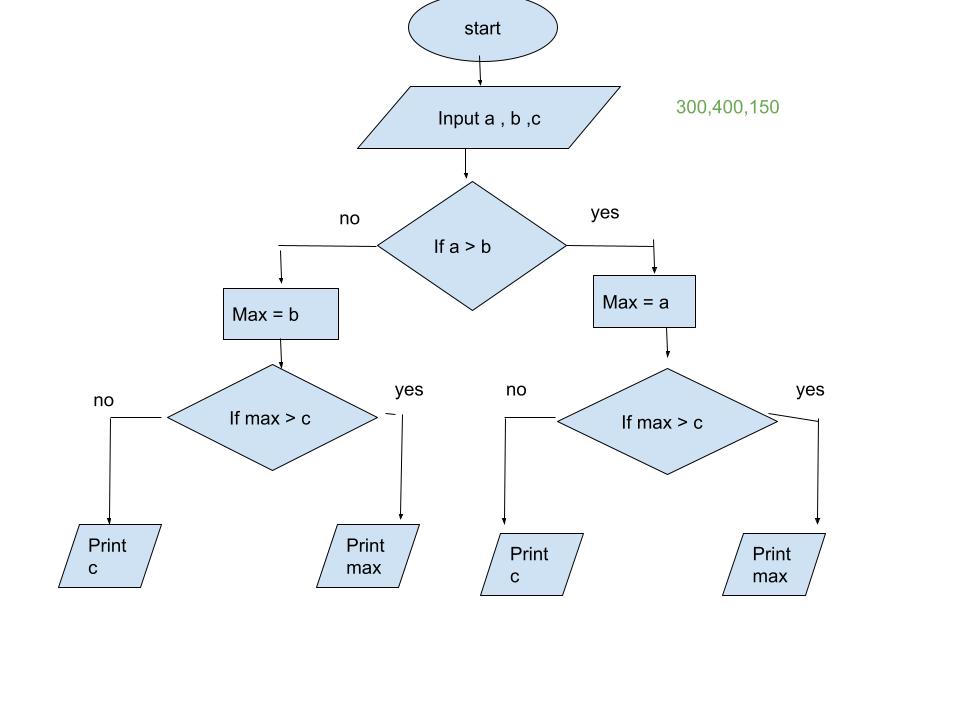 start
Input a , b ,c
300,400,150
no
yes
If a > b
Max = b
Max = a
no
yes
no
yes
If max > c
If max > c
Print
c
Print
max
Print
c
Print
max